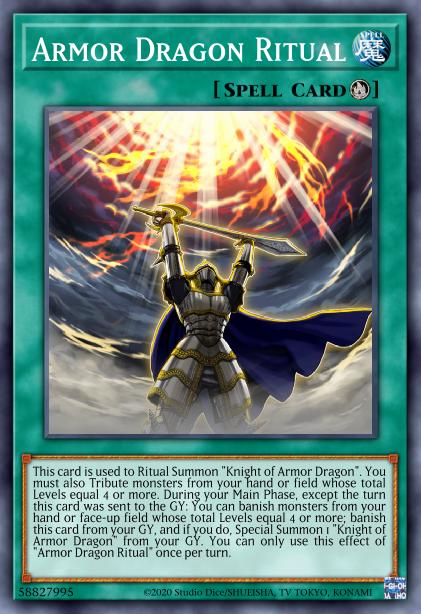 ARMOR DRAGON RITUAL
SPELL
魔
[SPELL CARD]
This card is used to Ritual Summon "Knight of Armor Dragon". You
must also Tribute monsters from your hand or field whose total
Levels equal 4 or more. During your Main Phase, except the turn
this card was sent to the GY: You can banish monsters from your
hand or face-up field whose total Levels equal 4 or more; banish
this card from your GY, and if you do, Special Summon 1 "Knight of
Armor Dragon" from your GY. You can only use this effect of
"Armor Dragon Ritual" once per turn.
58827995
©2020 Studio Dice/SHUEISHA, TV TOKYO, KONAMI